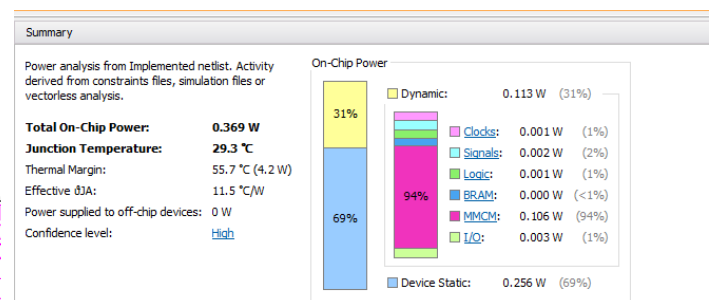 Summary
Power analysis from Implemented netlist. Activity
derived from constraints files, simulation files or
vectorless analysis.
Total On-Chip Power: 0.369 W
Junction Temperature: 29.3 °C
Thermal Margin: 55.7 °C (4.2 W)
Effective ϑJA: 11.5 °C/W
Power supplied to off-chip devices: 0 W
Confidence level: High
On-Chip Power
31%
69%
Dynamic: 0.113 W (31%)
94%
Clocks: 0.001 W (1%)
Signals: 0.002 W (2%)
Logic: 0.001 W (1%)
BRAM: 0.000 W (<1%)
MMCM: 0.106 W (94%)
I/O: 0.003 W (1%)
Device Static: 0.256 W (69%)